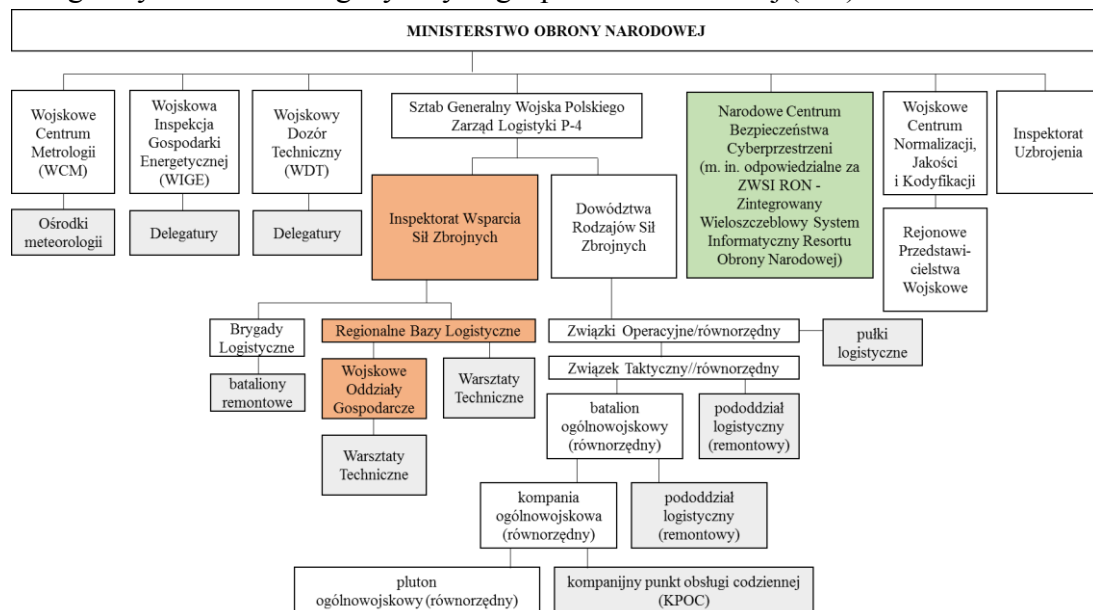 MINISTERSTWO OBRONY NARODOWEJ
Wojskowe
Centrum
Metrologii
(WCM)
Ośrodki
meteorologii
Wojskowa
Inspekcja
Gospodarki
Energetycznej
(WIGE)
Delegatury
Wojskowy
Dozór
Techniczny
(WDT)
Delegatury
Sztab Generalny Wojska Polskiego
Zarząd Logistyki P-4
Narodowe Centrum
Bezpieczeństwa
Cyberprzestrzeni
(m. in. odpowiedzialne za
ZWSI RON -
Zintegrowany
Wieloszczeblowy System
Informatyczny Resortu
Obrony Narodowej)
Wojskowe
Centrum
Normalizacji,
Jakości
i Kodyfikacji
Rejonowe
Przedstawi-
cielstwa
Wojskowe
Inspektorat
Uzbrojenia
Inspektorat Wsparcia
Sił Zbrojnych
Dowództwa
Rodzajów Sił
Zbrojnych
Brygady
Logistyczne
bataliony
remontowe
Regionalne Bazy Logistyczne
Wojskowe
Oddziały
Gospodarcze
Warsztaty
Techniczne
Warsztaty
Techniczne
Związki Operacyjne/równorzędny
pułki
logistyczne
Związek Taktyczny//równorzędny
batalion
ogólnowojskowy
(równorzędny)
pododdział
logistyczny
(remontowy)
kompania
ogólnowojskowa
(równorzędny)
pododdział
logistyczny
(remontowy)
pluton
ogólnowojskowy (równorzędny)
kompanijny punkt obsługi codziennej
(KPOC)